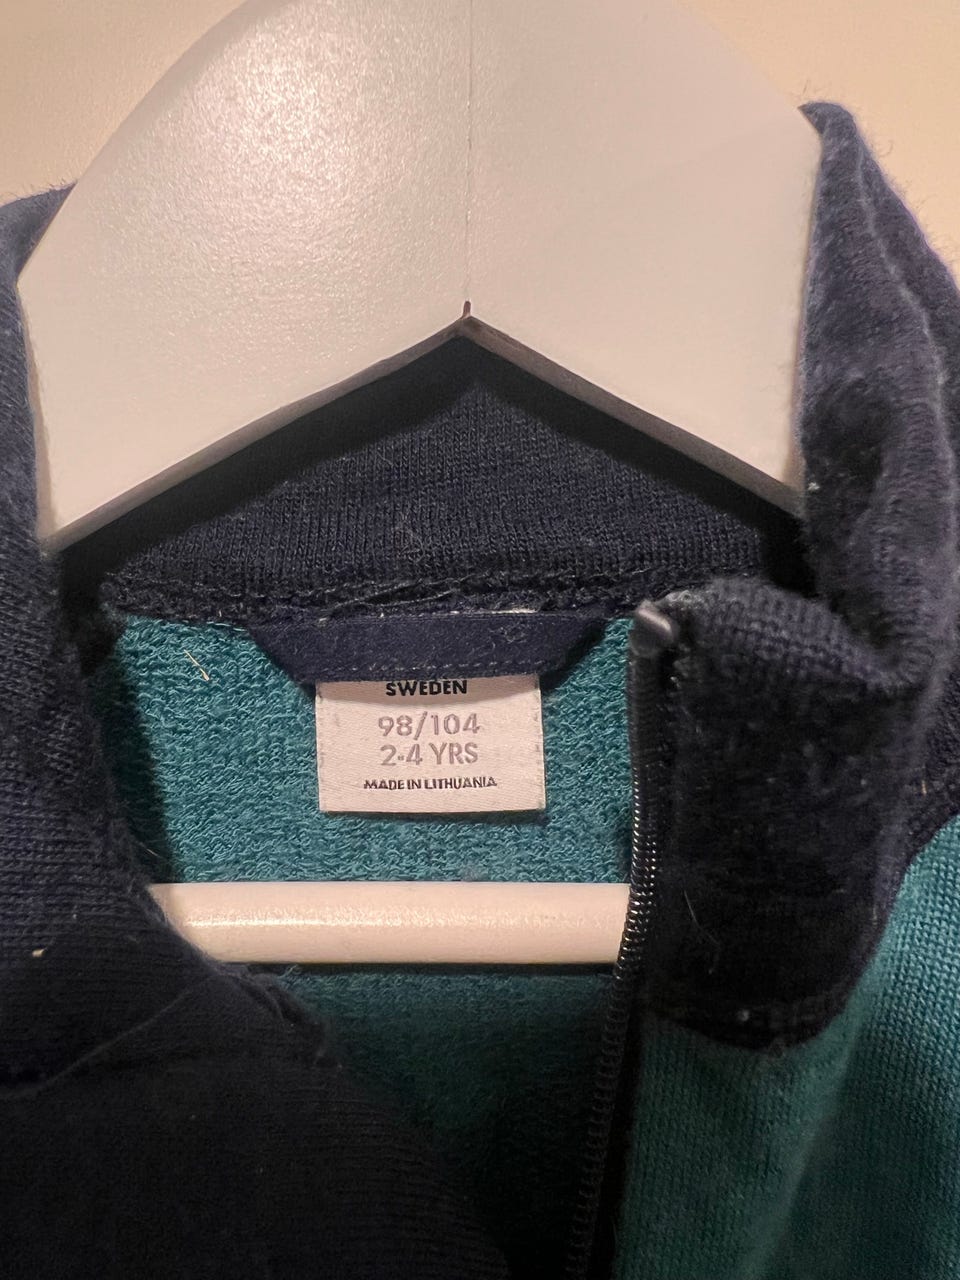 SWEDEN
98/104
2-4 YRS
MADE IN LITHUANIA